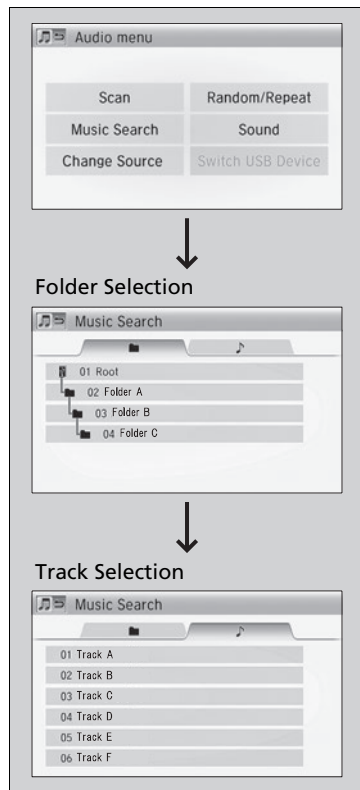 Audio menu
Scan Random/Repeat
Music Search Sound
Change Source Switch USB Device
Folder Selection
Music Search
01 Root
02 Folder A
03 Folder B
04 Folder C
Track Selection
Music Search
01 Track A
02 Track B
03 Track C
04 Track D
05 Track E
06 Track F